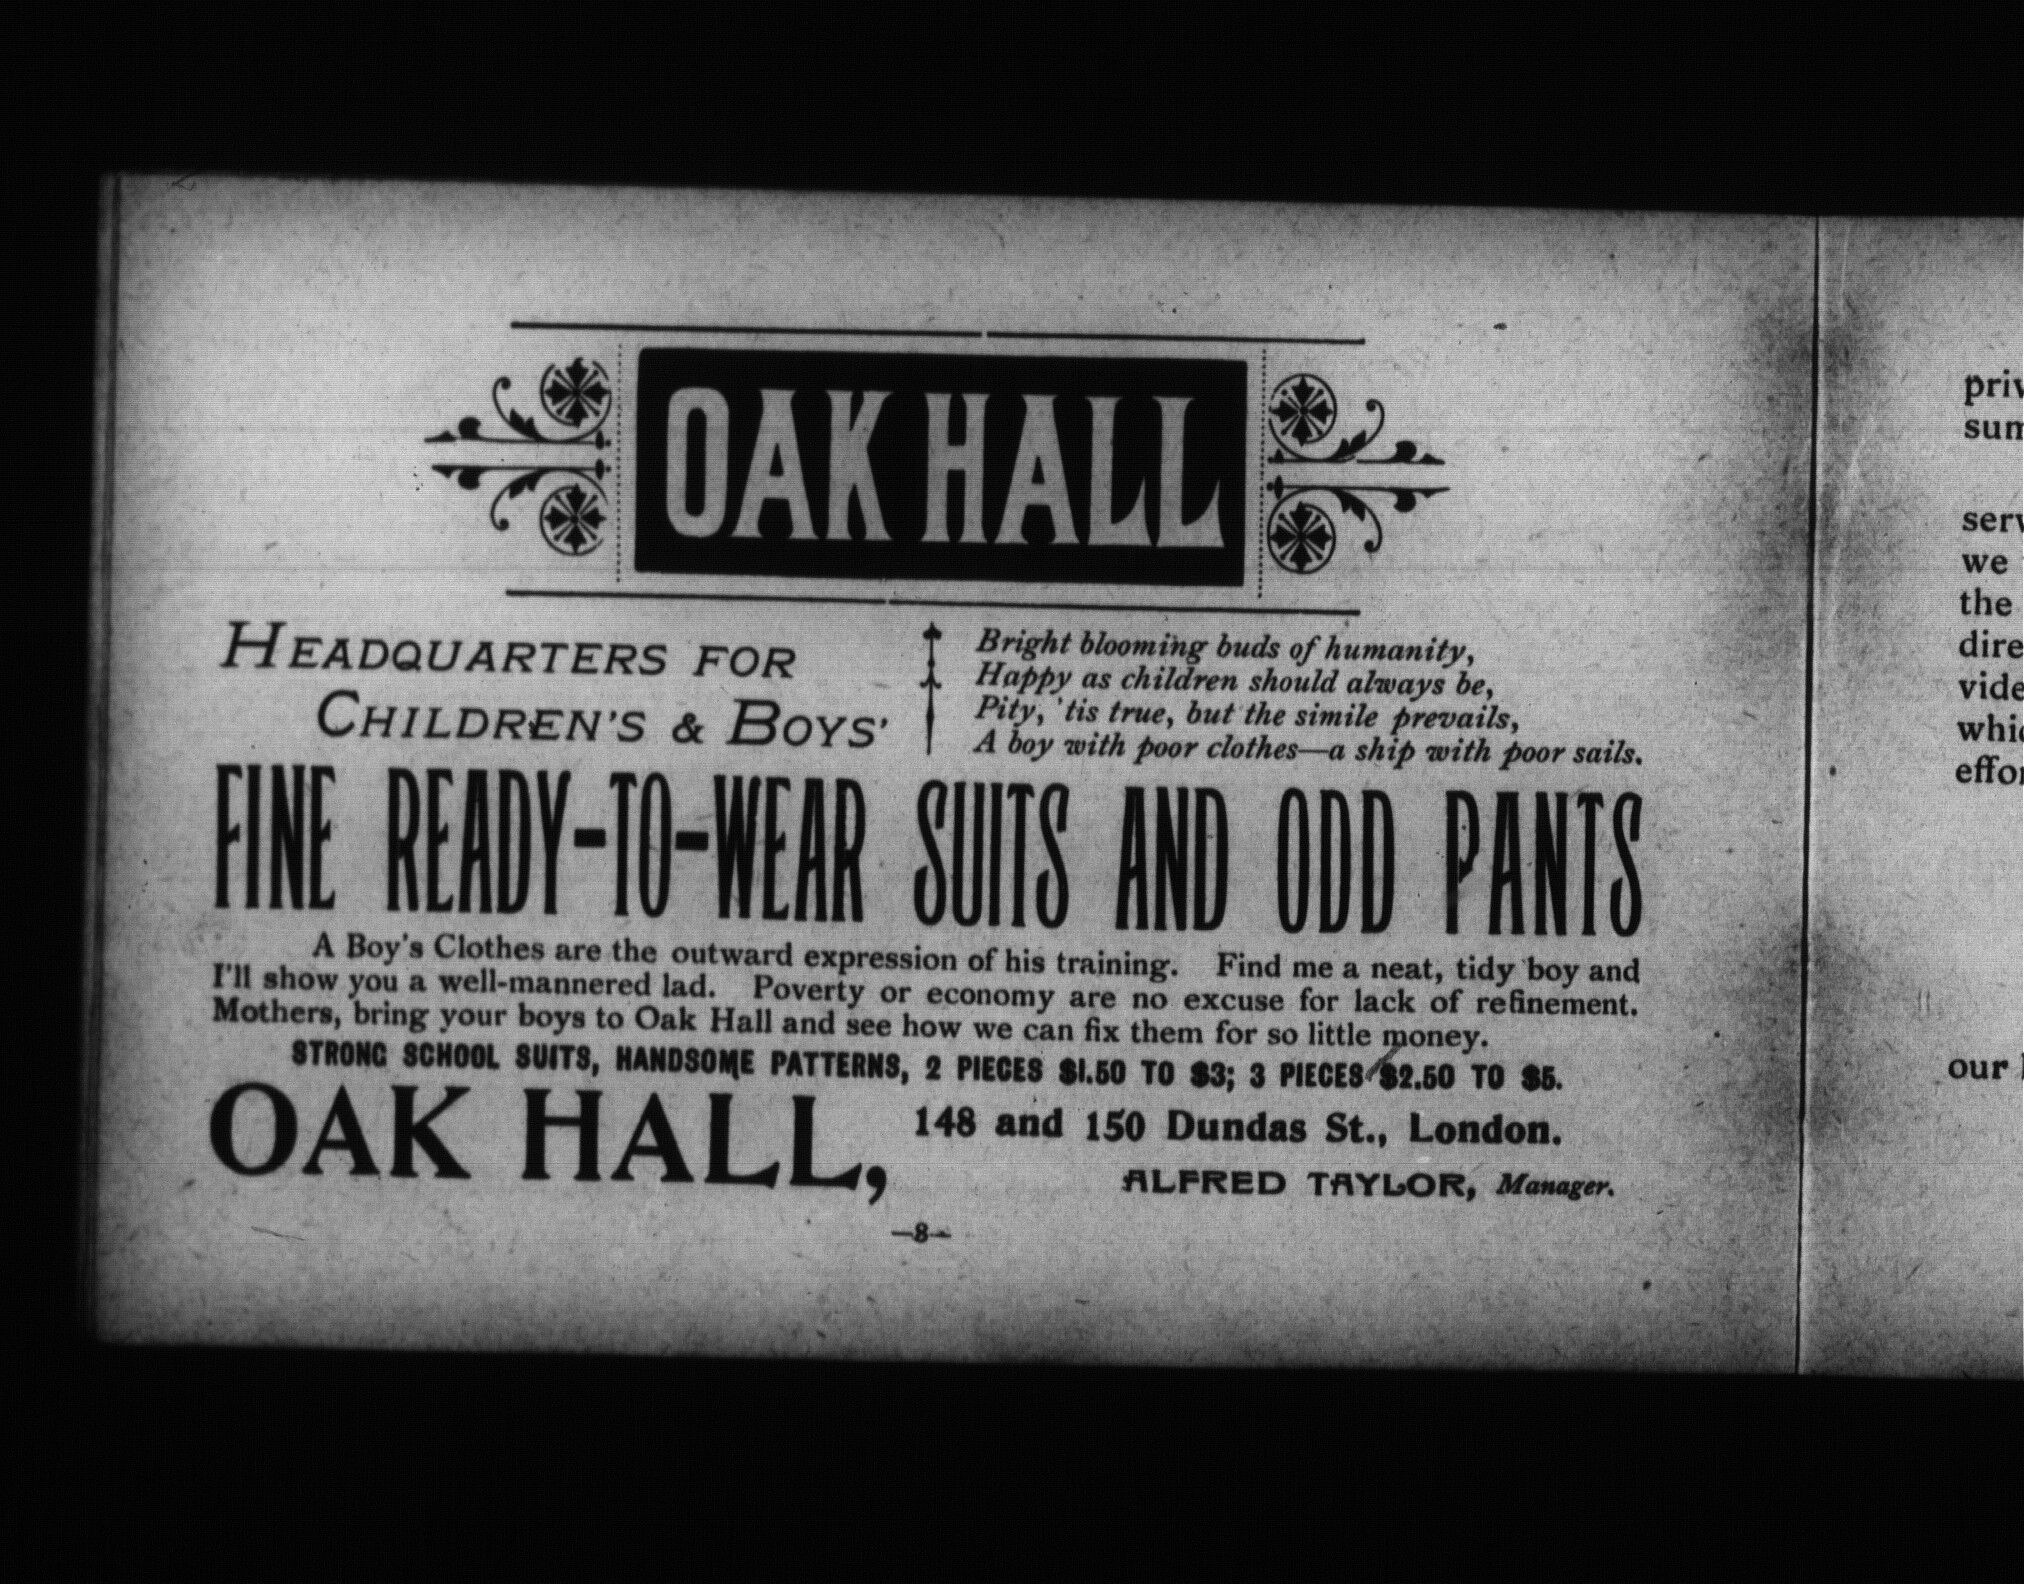 OAK HALL
HEADQUARTERS FOR
CHILDREN'S & BOYS'
Bright blooming buds of humanity,
Happy as children should always be,
Pity, 'tis true, but the simile prevails,
A boy with poor clothes—a ship with poor sails.
FINE READY-TO-WEAR SUITS AND ODD PANTS
A Boy's Clothes are the outward expression of his training. Find me a neat, tidy boy and
I'll show you a well-mannered lad. Poverty or economy are no excuse for lack of refinement.
Mothers, bring your boys to Oak Hall and see how we can fix them for so little money.
STRONG SCHOOL SUITS, HANDSOME PATTERNS, 2 PIECES $1.50 TO $3; 3 PIECES $2.50 TO $5.
OAK HALL, 148 and 150 Dundas St., London.
ALFRED TAYLOR, Manager.
—8—
we
the
our